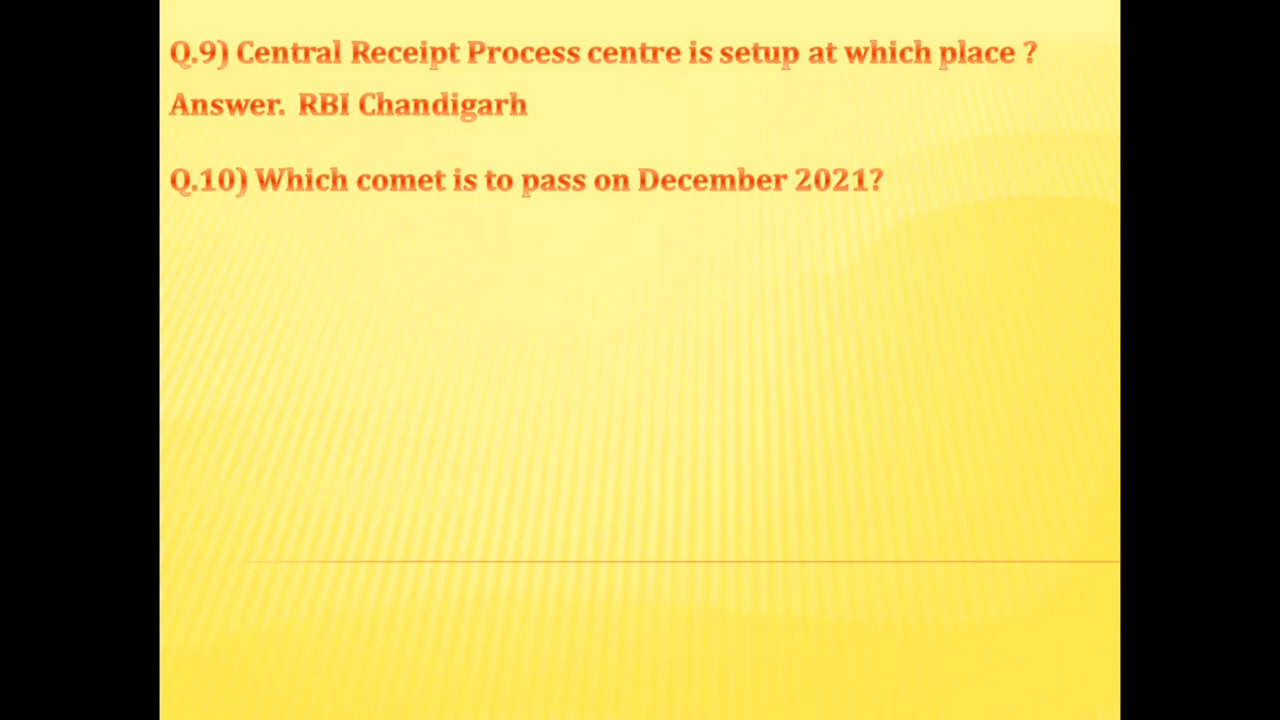 Q.9) Central Receipt Process centre is setup at which place ?
Answer. RBI Chandigarh
Q.10) Which comet is to pass on December 2021?